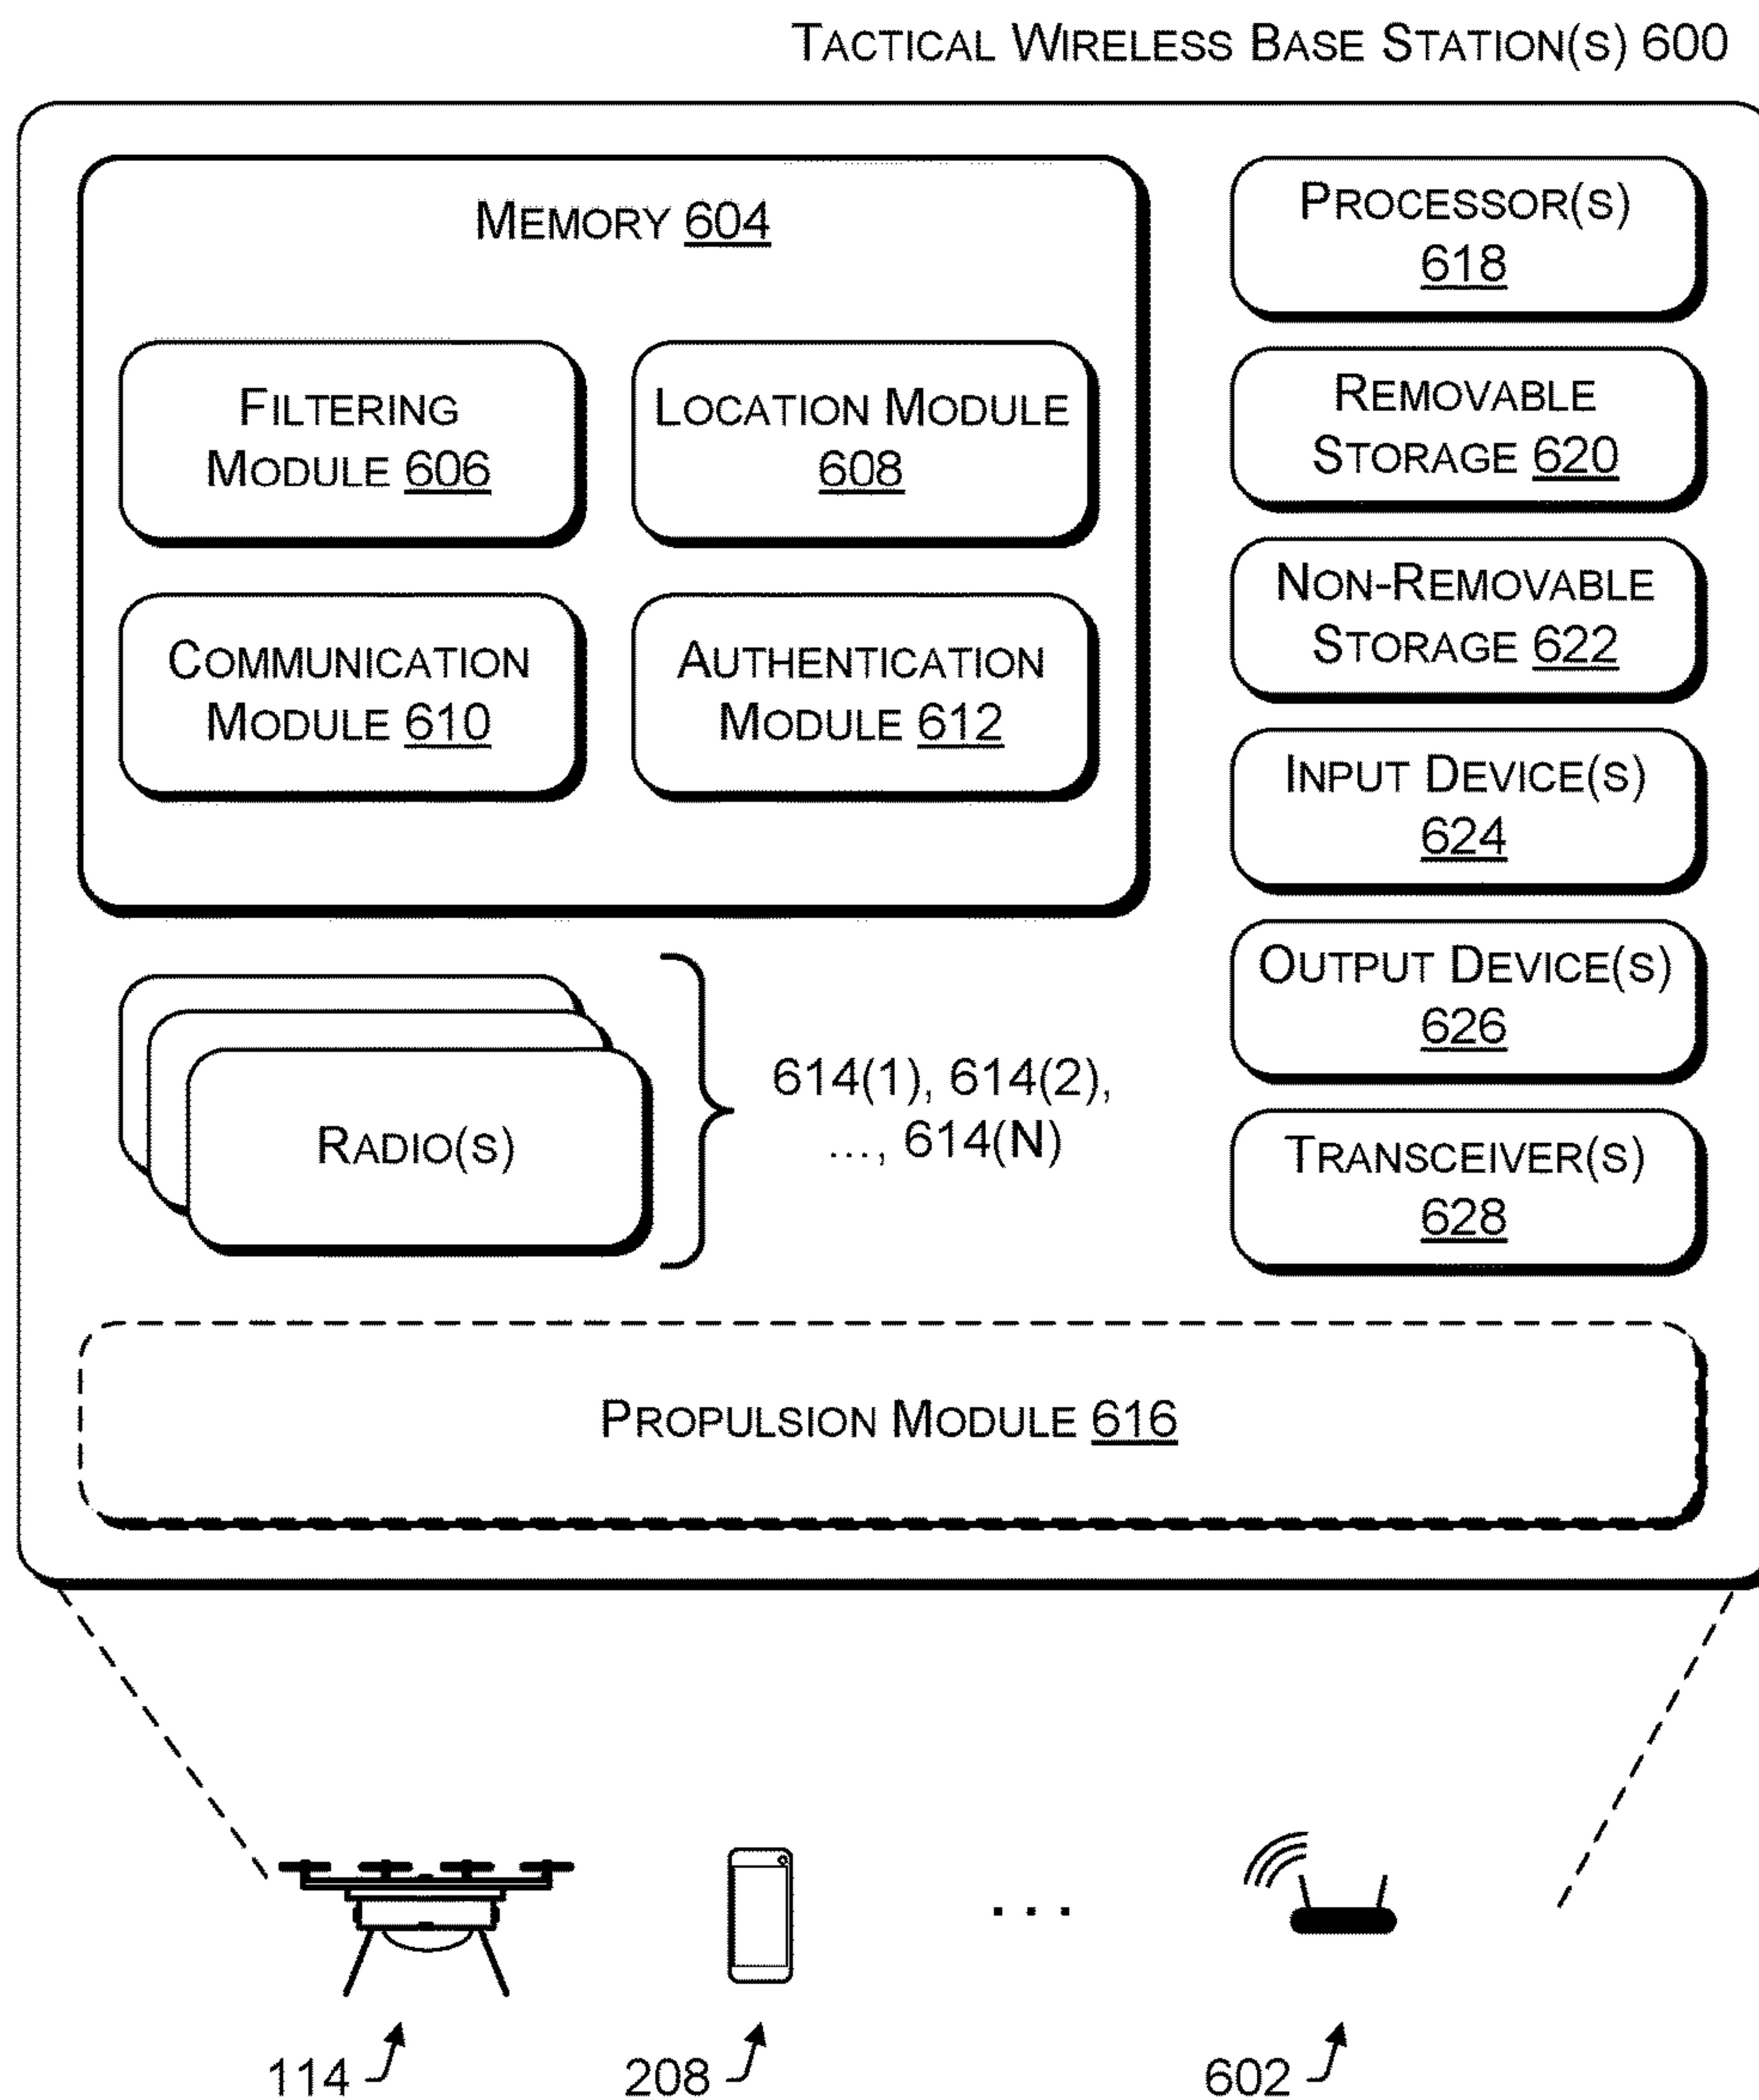 TACTICAL WIRELESS BASE STATION(S) 600
MEMORY 604
FILTERING
MODULE 606
LOCATION MODULE
608
COMMUNICATION
MODULE 610
AUTHENTICATION
MODULE 612
RADIO(S)
614(1), 614(2),
..., 614(N)
PROCESSOR(S)
618
REMOVABLE
STORAGE 620
NON-REMOVABLE
STORAGE 622
INPUT DEVICE(S)
624
OUTPUT DEVICE(S)
626
TRANSCEIVER(S)
628
PROPULSION MODULE 616
...
114
208
602